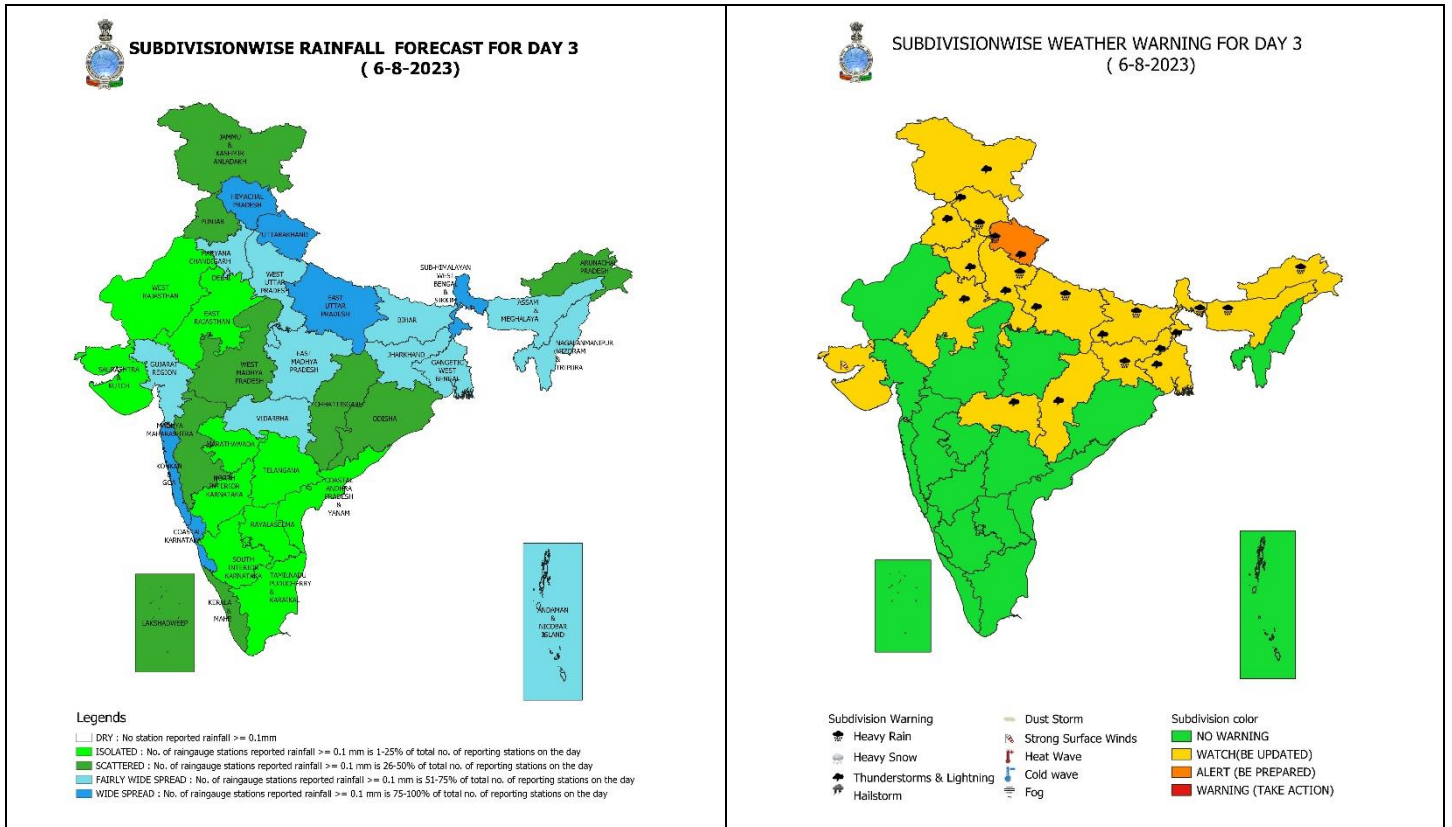 SUBDIVISIONWISE RAINFALL FORECAST FOR DAY 3
( 6-8-2023)
JAMMU
&
KASHMIR
ANLADAKH
HIMACHAL
PRADESH
PUNJAB
UTTARAKHAND
HARYANA
CHANDIGARH
&
DELHI
WEST
UTTAR
PRADESH
WEST
RAJASTHAN
EAST
RAJASTHAN
EAST
UTTAR
PRADESH
SUB-HIMALAYAN
WEST
BENGAL
&
SIKKIM
ARUNACHAL
PRADESH
ASSAM
&
MEGHALAYA
BIHAR
NAGALANMANIPUR
MIZORAM
&
TRIPURA
JHARKHAND
GANGETIC
WEST
BENGAL
SAURASHTRA
&
KUTCH
GUJARAT
REGION
WEST
MADHYA
PRADESH
EAST
MADHYA
PRADESH
VIDARBHA
CHHATTISGARH
ODISHA
MADHYA
MAHARASHTRA
MARATHAWADA
KONKAN
&
GOA
TELANGANA
NORTH
INTERIOR
KARNATAKA
COASTAL
ANDHRA
PRADESH
&
YANAM
RAYALASEEMA
COASTAL
KARNATAKA
SOUTH
INTERIOR
KARNATAKA
TAMILNADU
PUDUCHERRY
&
KARAIKAL
KERALA
&
MAHE
LAKSHADWEEP
ANDAMAN
&
NICOBAR
ISLAND
Legends
DRY : No station reported rainfall >= 0.1mm
ISOLATED : No. of raingauge stations reported rainfall >= 0.1 mm is 1-25% of total no. of reporting stations on the day
SCATTERED : No. of raingauge stations reported rainfall >= 0.1 mm is 26-50% of total no. of reporting stations on the day
FAIRLY WIDE SPREAD : No. of raingauge stations reported rainfall >= 0.1 mm is 51-75% of total no. of reporting stations on the day
WIDE SPREAD : No. of raingauge stations reported rainfall >= 0.1 mm is 75-100% of total no. of reporting stations on the day
SUBDIVISIONWISE WEATHER WARNING FOR DAY 3
( 6-8-2023)
Subdivision Warning
Heavy Rain
Heavy Snow
Thunderstorms & Lightning
Hailstorm
Dust Storm
Strong Surface Winds
Heat Wave
Cold wave
Fog
Subdivision color
NO WARNING
WATCH(BE UPDATED)
ALERT (BE PREPARED)
WARNING (TAKE ACTION)